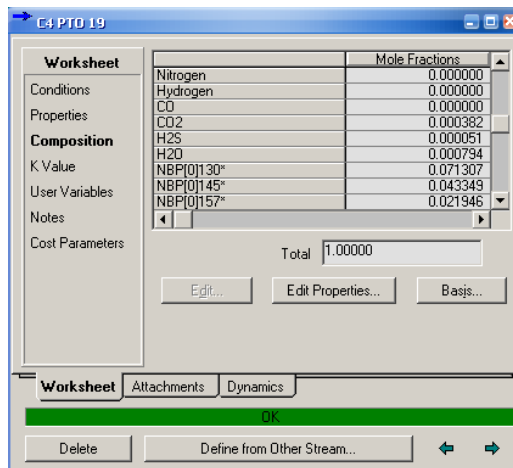 C4 PTO 19
Worksheet
Conditions
Properties
Composition
K Value
User Variables
Notes
Cost Parameters
Mole Fractions
Nitrogen 0.000000
Hydrogen 0.000000
CO 0.000000
CO2 0.000382
H2S 0.000051
H2O 0.000794
NBP[0]130* 0.071307
NBP[0]145* 0.043349
NBP[0]157* 0.021946
Total 1.00000
Edit... Edit Properties... Basis...
Worksheet Attachments Dynamics
OK
Delete Define from Other Stream...